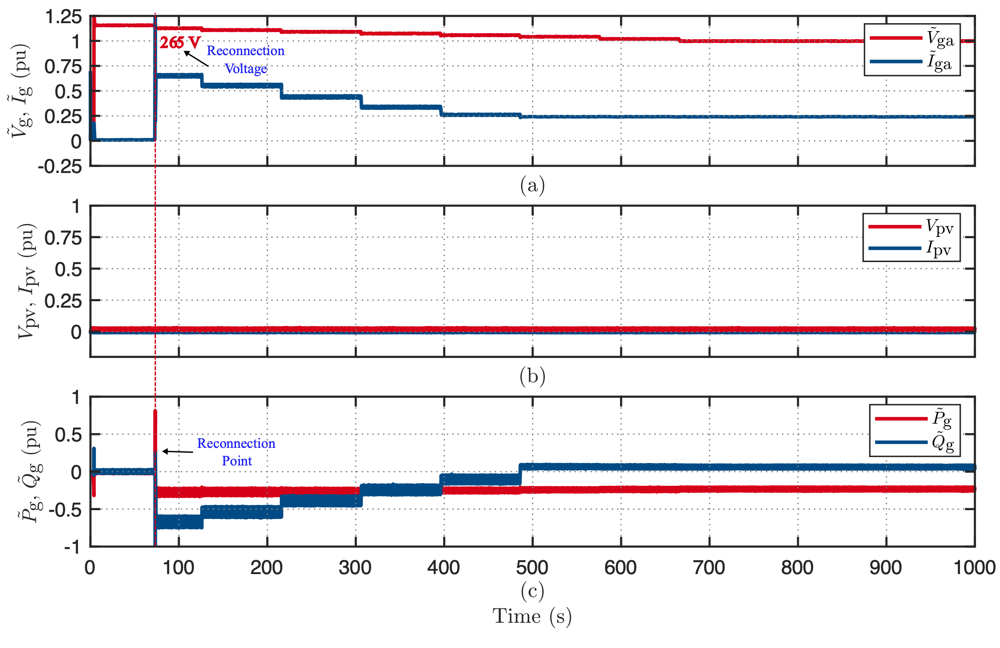 1.25
1
0.75
0.5
0.25
0
-0.25
Ṽg, Ĩg (pu)
265 V
Reconnection
Voltage
Ṽga
Ĩga
(a)
1
0.75
0.5
0.25
0
Vpv, Ipv (pu)
Vpv
Ipv
(b)
1
0.5
0
-0.5
-1
P̃g, Q̃g (pu)
Reconnection
Point
P̃g
Q̃g
0 100 200 300 400 500 600 700 800 900 1000
(c)
Time (s)